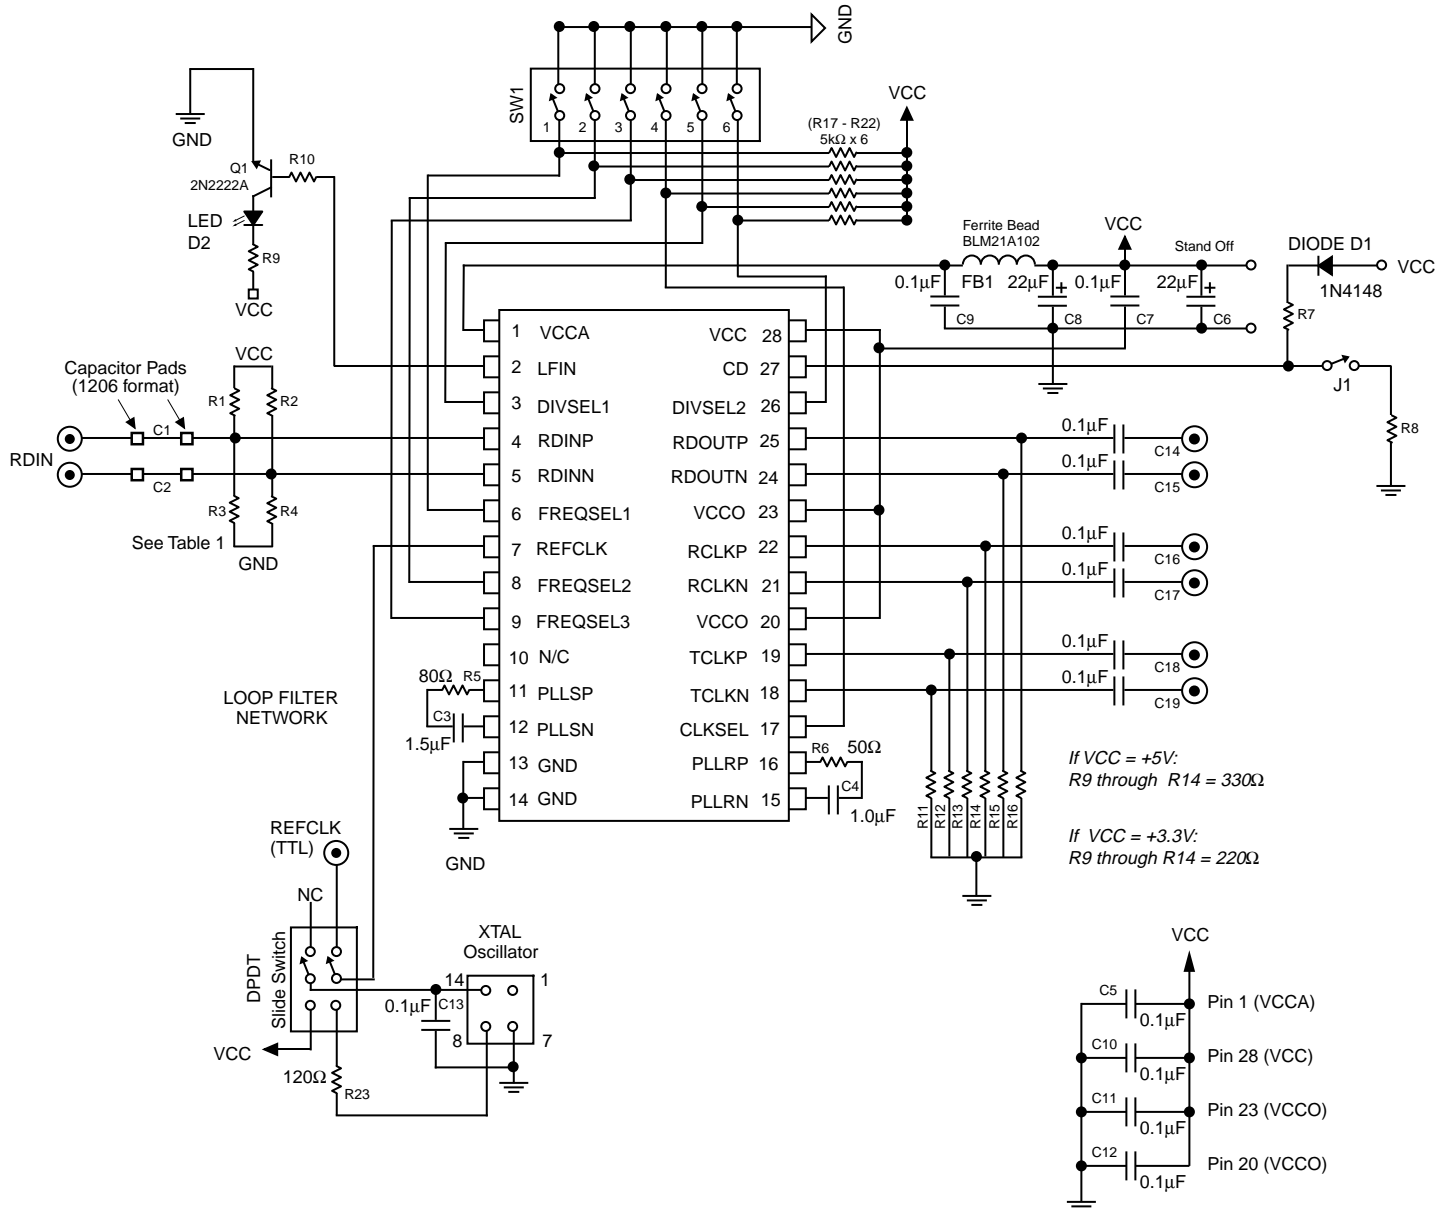 GND
SW1
1
2
3
4
5
6
VCC
(R17 - R22)
5kΩ x 6
GND
Q1
2N2222A
R10
LED
D2
R9
VCC
Ferrite Bead
BLM21A102
VCC
Stand Off
DIODE D1
VCC
1N4148
0.1µF
FB1
22µF
+
0.1µF
22µF
+
C9
C8
C7
C6
R7
J1
R8
Capacitor Pads
(1206 format)
VCC
R1
R2
C1
RDIN
C2
R3
R4
See Table 1
GND
1 VCCA
2 LFIN
3 DIVSEL1
4 RDINP
5 RDINN
6 FREQSEL1
7 REFCLK
8 FREQSEL2
9 FREQSEL3
10 N/C
11 PLLSP
12 PLLSN
13 GND
14 GND
VCC 28
CD 27
DIVSEL2 26
RDOUTP 25
RDOUTN 24
VCCO 23
RCLKP 22
RCLKN 21
VCCO 20
TCLKP 19
TCLKN 18
CLKSEL 17
PLLRP 16
PLLRN 15
0.1µF
C14
0.1µF
C15
0.1µF
C16
0.1µF
C17
0.1µF
C18
0.1µF
C19
LOOP FILTER
NETWORK
80Ω R5
C3
1.5µF
GND
R6 50Ω
C4
1.0µF
R11
R12
R13
R14
R15
R16
If VCC = +5V:
R9 through R14 = 330Ω
If VCC = +3.3V:
R9 through R14 = 220Ω
REFCLK
(TTL)
NC
DPDT
Slide Switch
VCC
120Ω
R23
XTAL
Oscillator
14
1
0.1µF
C13
8
7
VCC
C5
0.1µF
Pin 1 (VCCA)
C10
0.1µF
Pin 28 (VCC)
C11
0.1µF
Pin 23 (VCCO)
C12
0.1µF
Pin 20 (VCCO)